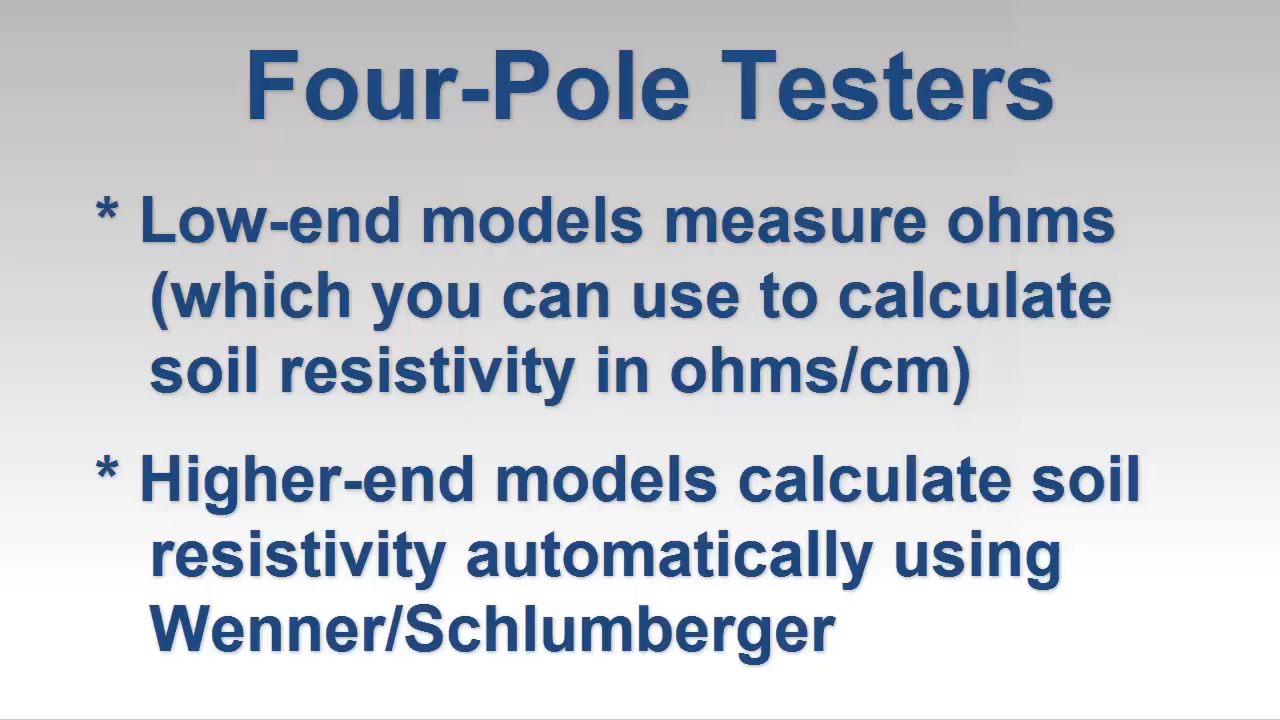 Four-Pole Testers
* Low-end models measure ohms
(which you can use to calculate
soil resistivity in ohms/cm)
* Higher-end models calculate soil
resistivity automatically using
Wenner/Schlumberger